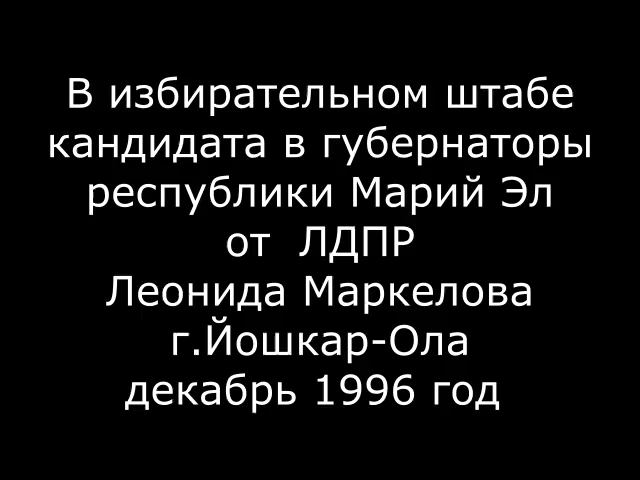 В избирательном штабе
кандидата в губернаторы
республики Марий Эл
от ЛДПР
Леонида Маркелова
г.Йошкар-Ола
декабрь 1996 год